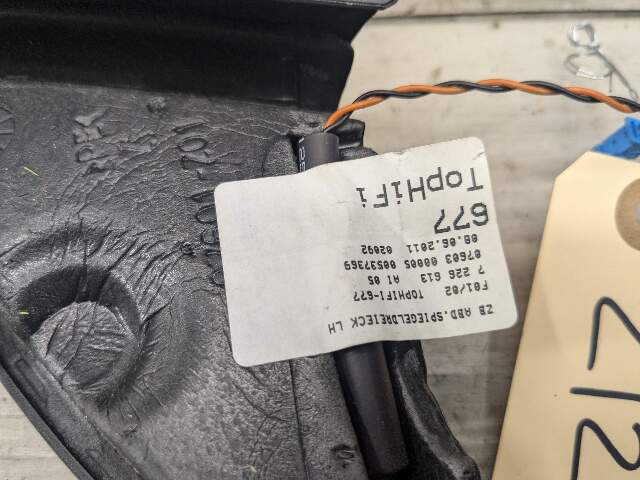 ZB ABD.SPIEGELDREIECK LH
F01/02 TOPHIFI-677
7 226 613 AI 05
07603 00005 00537369
08.06.2011 02092
677
TopHiFi